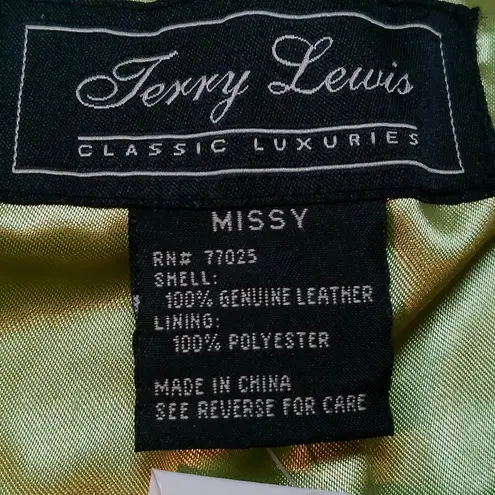 Terry Lewis
CLASSIC LUXURIES
MISSY
RN# 77025
SHELL:
100% GENUINE LEATHER
LINING:
100% POLYESTER
MADE IN CHINA
SEE REVERSE FOR CARE